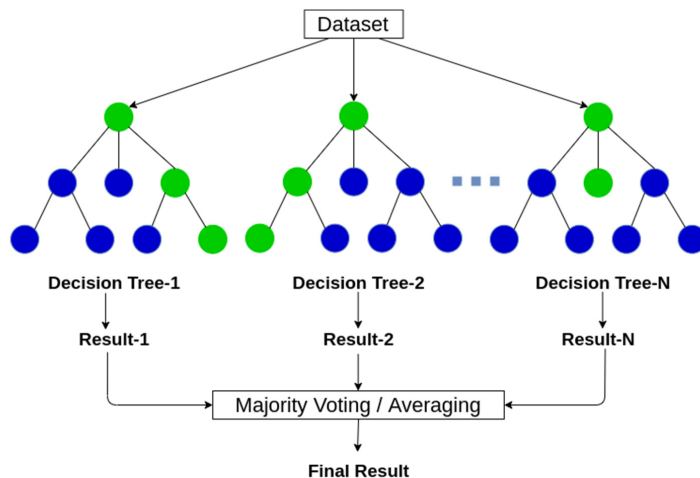 Dataset
Decision Tree-1
Decision Tree-2
Decision Tree-N
Result-1
Result-2
Result-N
Majority Voting / Averaging
Final Result